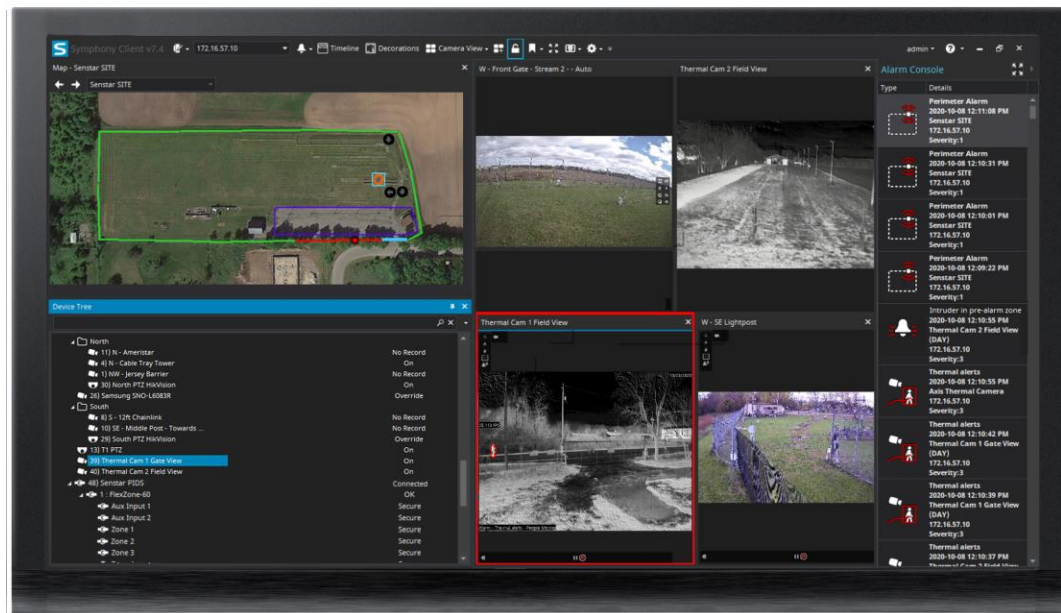 S Symphony Client v7.4 172.16.57.10 Timeline Decorations Camera View admin
Map - Senstar SITE
Senstar SITE
W - Front Gate - Stream 2 - - Auto
Thermal Cam 2 Field View
Device Tree
North
11) N - Ameristar No Record
4) N - Cable Tray Tower On
1) NW - Jersey Barrier No Record
30) North PTZ HikVision On
26) Samsung SNO-L6083R Override
South
8) S - 12ft Chainlink No Record
10) SE - Middle Post - Towards ... No Record
29) South PTZ HikVision Override
13) T1 PTZ On
39) Thermal Cam 1 Gate View On
40) Thermal Cam 2 Field View On
48) Senstar PIDS Connected
1 : FlexZone-60 OK
Aux Input 1 Secure
Aux Input 2 Secure
Zone 1 Secure
Zone 2 Secure
Zone 3 Secure
Thermal Cam 1 Field View
W - SE Lightpost
Alarm Console
Type Details
Perimeter Alarm
2020-10-08 12:11:08 PM
Senstar SITE
172.16.57.10
Severity:1
Perimeter Alarm
2020-10-08 12:10:31 PM
Senstar SITE
172.16.57.10
Severity:1
Perimeter Alarm
2020-10-08 12:10:01 PM
Senstar SITE
172.16.57.10
Severity:1
Perimeter Alarm
2020-10-08 12:09:22 PM
Senstar SITE
172.16.57.10
Severity:1
Intruder in pre-alarm zone
2020-10-08 12:10:55 PM
Thermal Cam 2 Field View
(DAY)
172.16.57.10
Severity:3
Thermal alerts
2020-10-08 12:10:55 PM
Axis Thermal Camera
172.16.57.10
Severity:3
Thermal alerts
2020-10-08 12:10:42 PM
Thermal Cam 1 Gate View
(DAY)
172.16.57.10
Severity:3
Thermal alerts
2020-10-08 12:10:39 PM
Thermal Cam 1 Gate View
(DAY)
172.16.57.10
Severity:3
Thermal alerts
2020-10-08 12:10:37 PM
Thermal Cam 1 Gate View